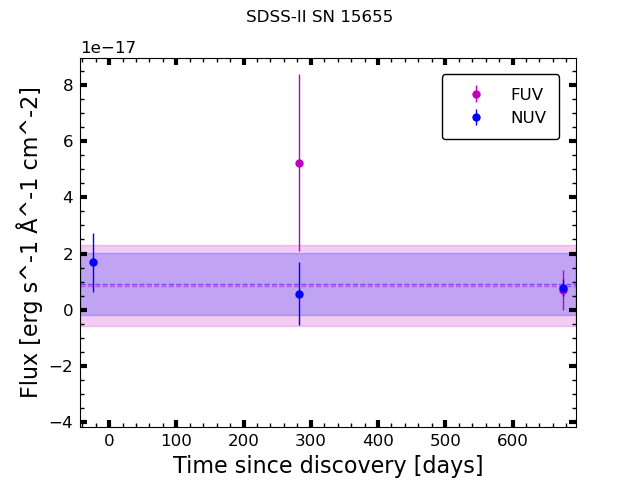 SDSS-II SN 15655
1e−17
8
6
4
2
0
−2
−4
Flux [erg s^-1 Å^-1 cm^-2]
FUV
NUV
0 100 200 300 400 500 600
Time since discovery [days]